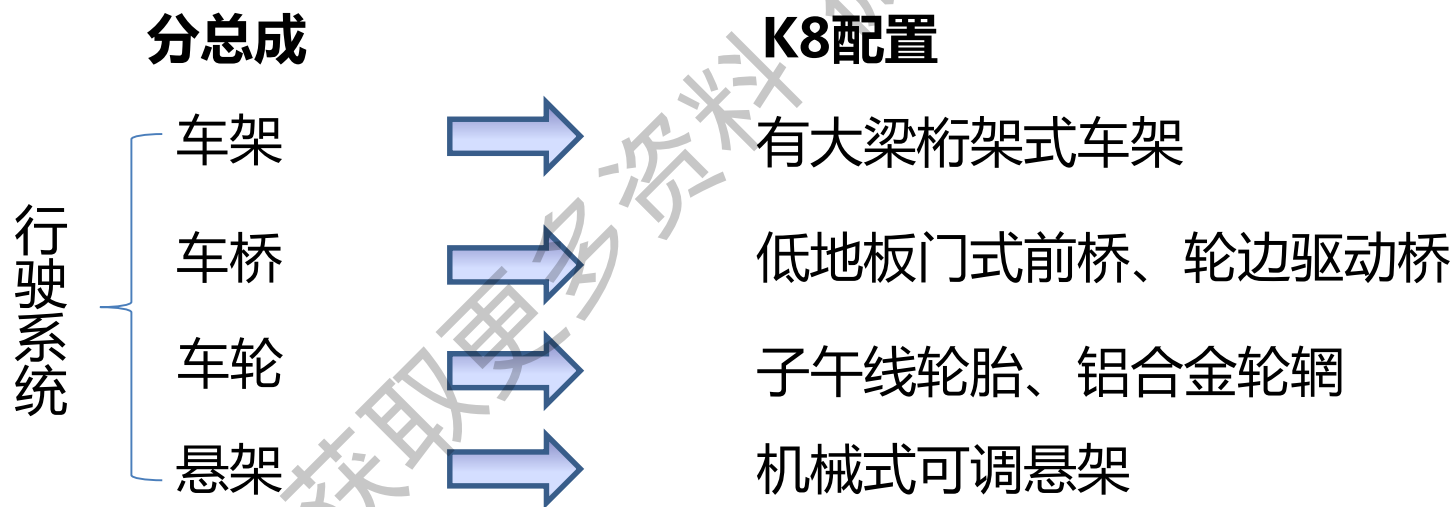 分总成 K8配置
行驶系统
车架 有大梁桁架式车架
车桥 低地板门式前桥、轮边驱动桥
车轮 子午线轮胎、铝合金轮辋
悬架 机械式可调悬架
获取更多资料